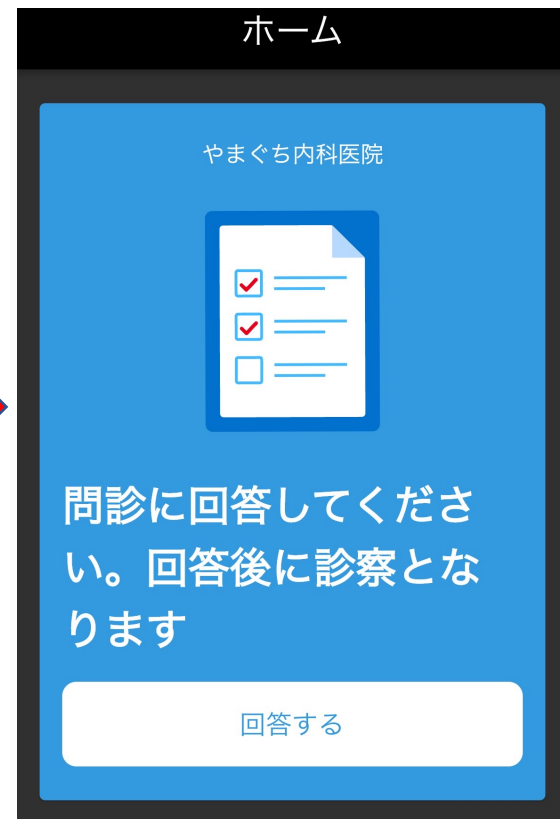 ホーム
やまぐち内科医院
問診に回答してくださ
い。回答後に診察とな
ります
回答する